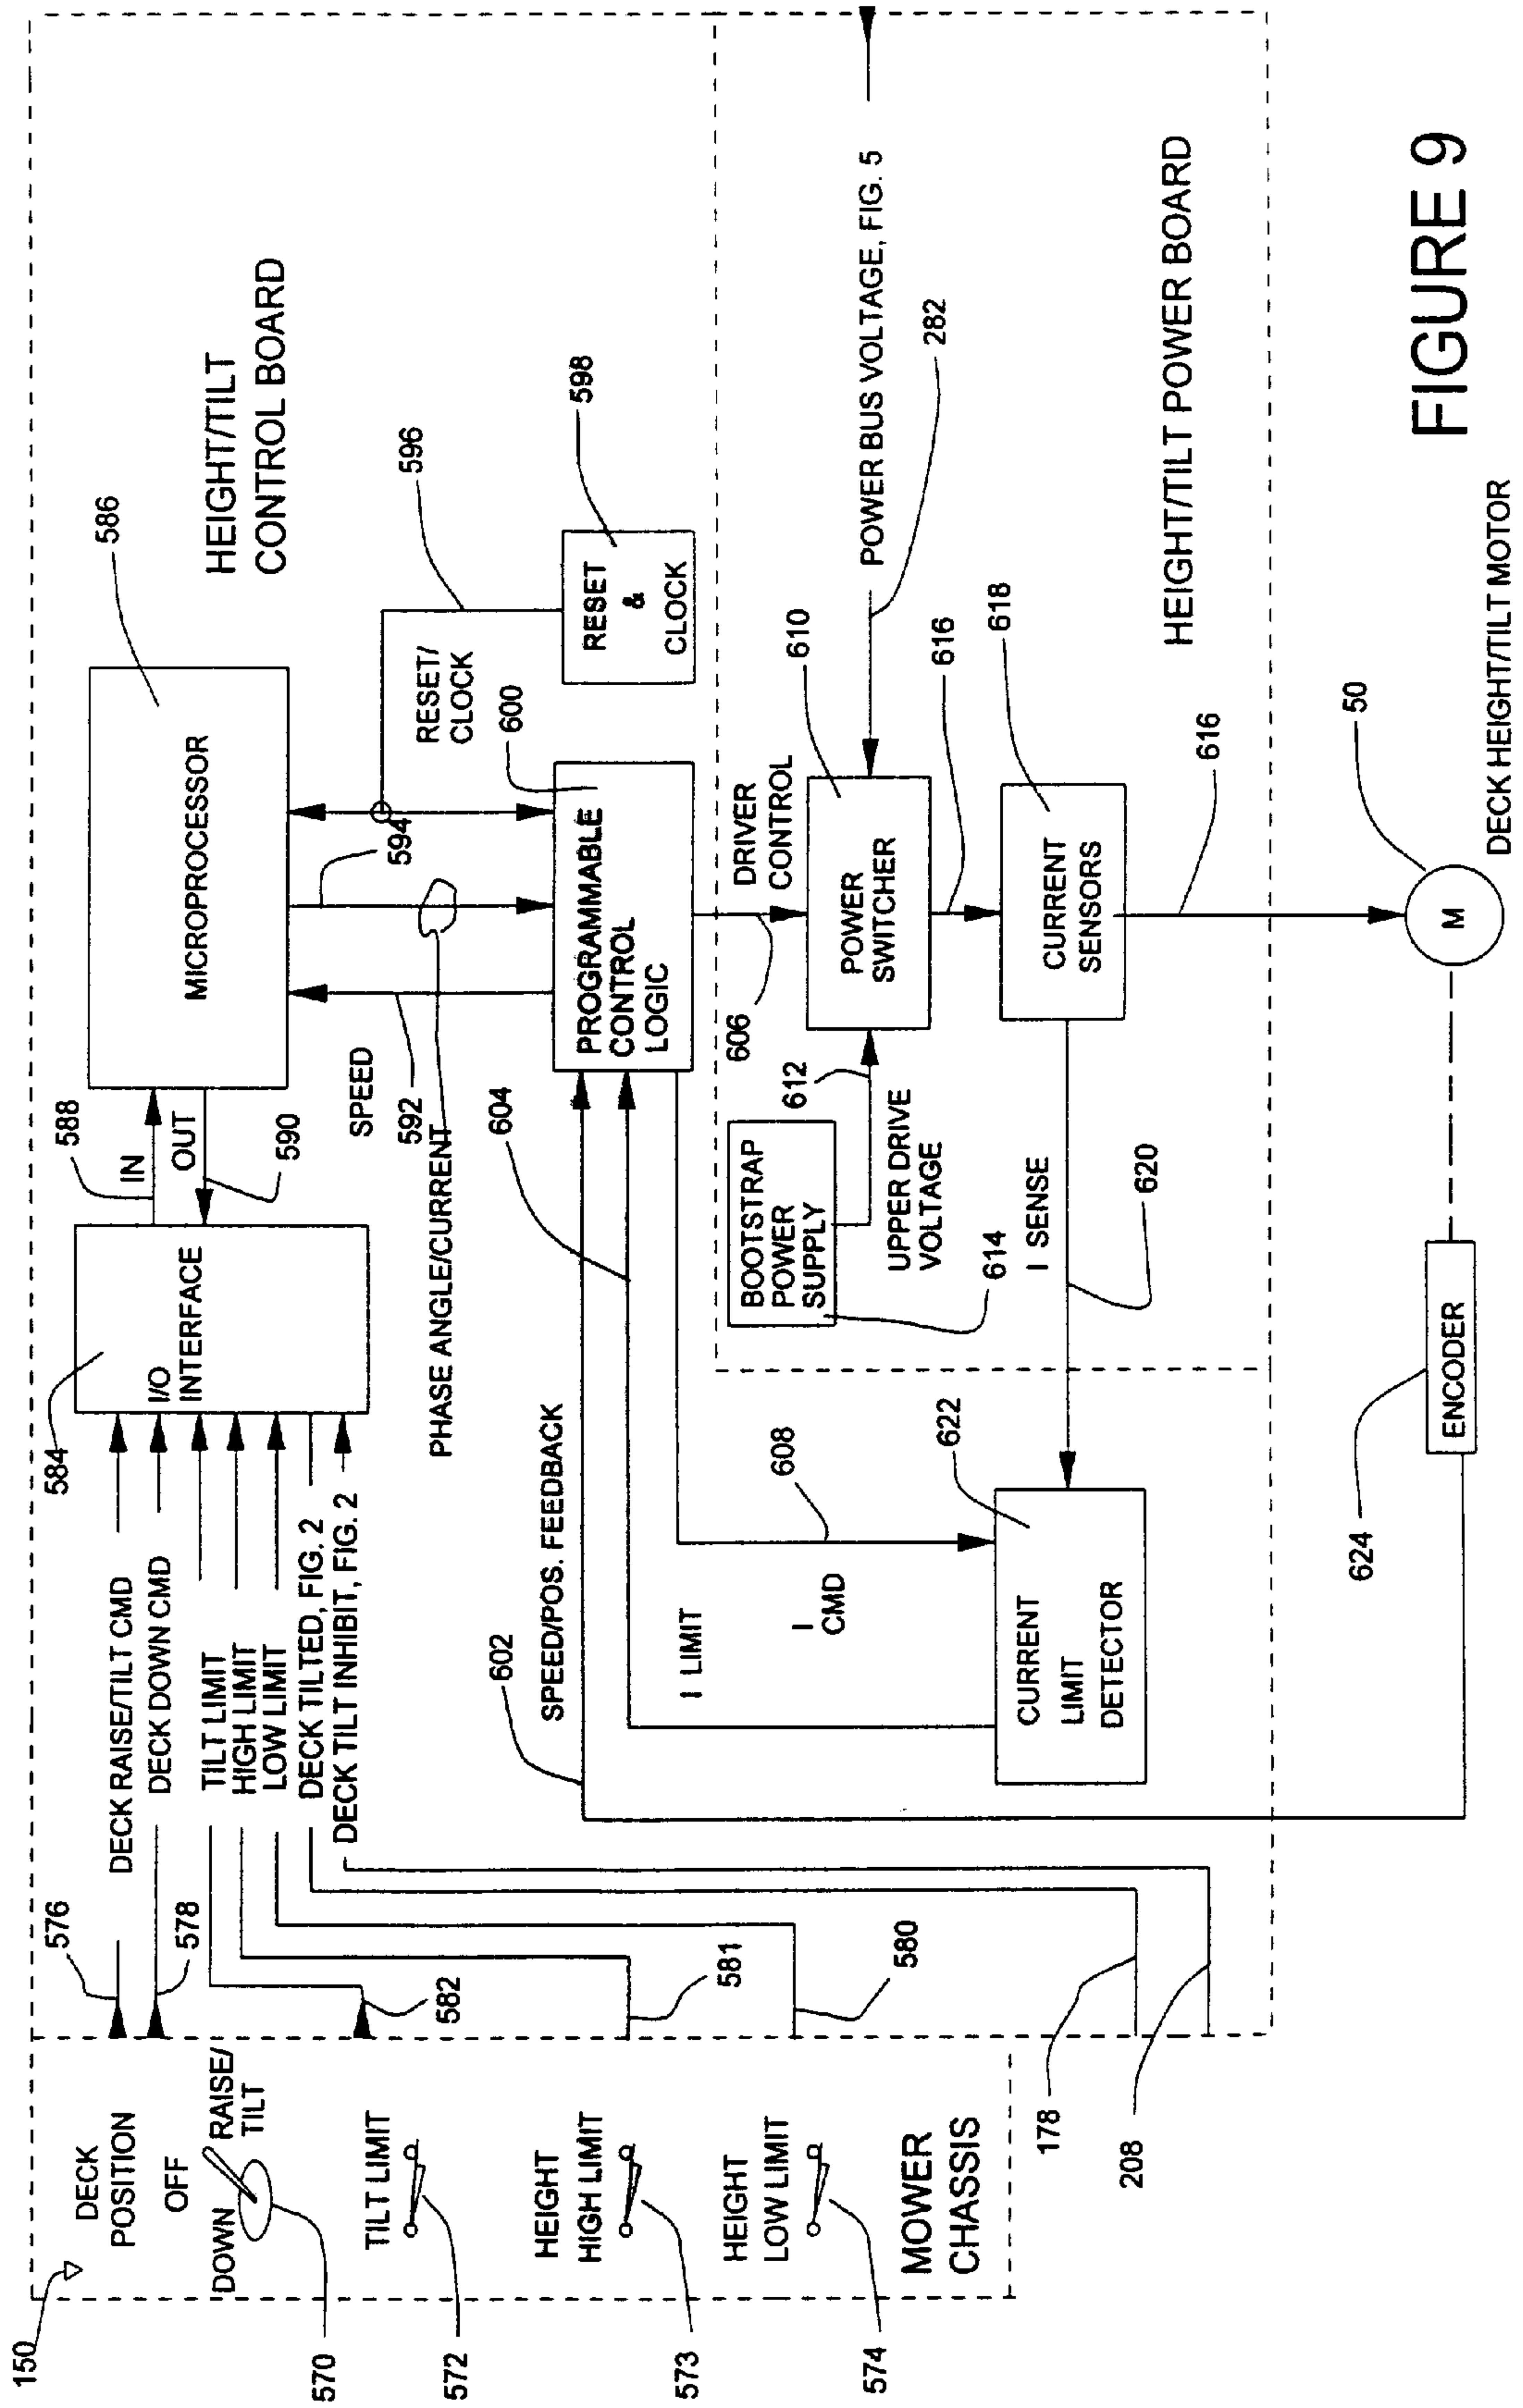 150
DECK
POSITION
OFF
DOWN
RAISE/
TILT
570
TILT LIMIT
572
HEIGHT
HIGH LIMIT
573
HEIGHT
LOW LIMIT
574
MOWER
CHASSIS
576
578
582
581
580
178
208
DECK RAISE/TILT CMD
DECK DOWN CMD
TILT LIMIT
HIGH LIMIT
LOW LIMIT
DECK TILTED, FIG. 2
DECK TILT INHIBIT, FIG. 2
584
I/O
INTERFACE
588
IN
OUT
590
MICROPROCESSOR
586
HEIGHT/TILT
CONTROL BOARD
SPEED
592
PHASE ANGLE/CURRENT
594
RESET/
CLOCK
596
598
RESET
&
CLOCK
600
PROGRAMMABLE
CONTROL
LOGIC
602
SPEED/POS. FEEDBACK
604
I LIMIT
I
CMD
608
606
DRIVER
CONTROL
CURRENT
LIMIT
DETECTOR
622
BOOTSTRAP
POWER
SUPPLY
614
612
UPPER DRIVE
VOLTAGE
POWER
SWITCHER
610
POWER BUS VOLTAGE, FIG. 5
282
616
I SENSE
620
CURRENT
SENSORS
618
HEIGHT/TILT POWER BOARD
616
624
ENCODER
M
50
DECK HEIGHT/TILT MOTOR
FIGURE 9